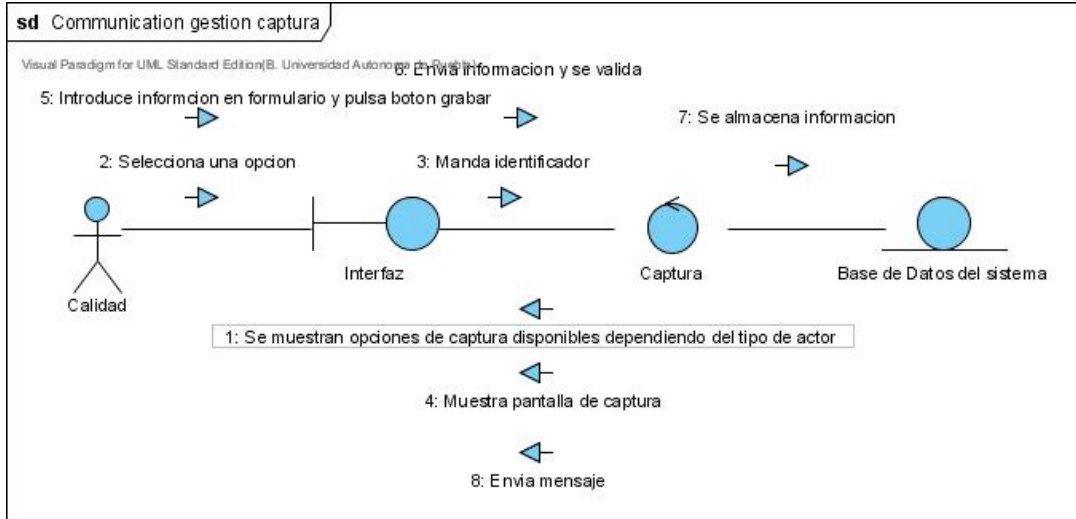 sd Communication gestion captura
Visual Paradigm for UML Standard Edition(B. Universidad Autonoma de Puebla)
6: Envia informacion y se valida
5: Introduce informcion en formulario y pulsa boton grabar
7: Se almacena informacion
2: Selecciona una opcion
3: Manda identificador
Interfaz
Captura
Base de Datos del sistema
Calidad
1: Se muestran opciones de captura disponibles dependiendo del tipo de actor
4: Muestra pantalla de captura
8: Envia mensaje